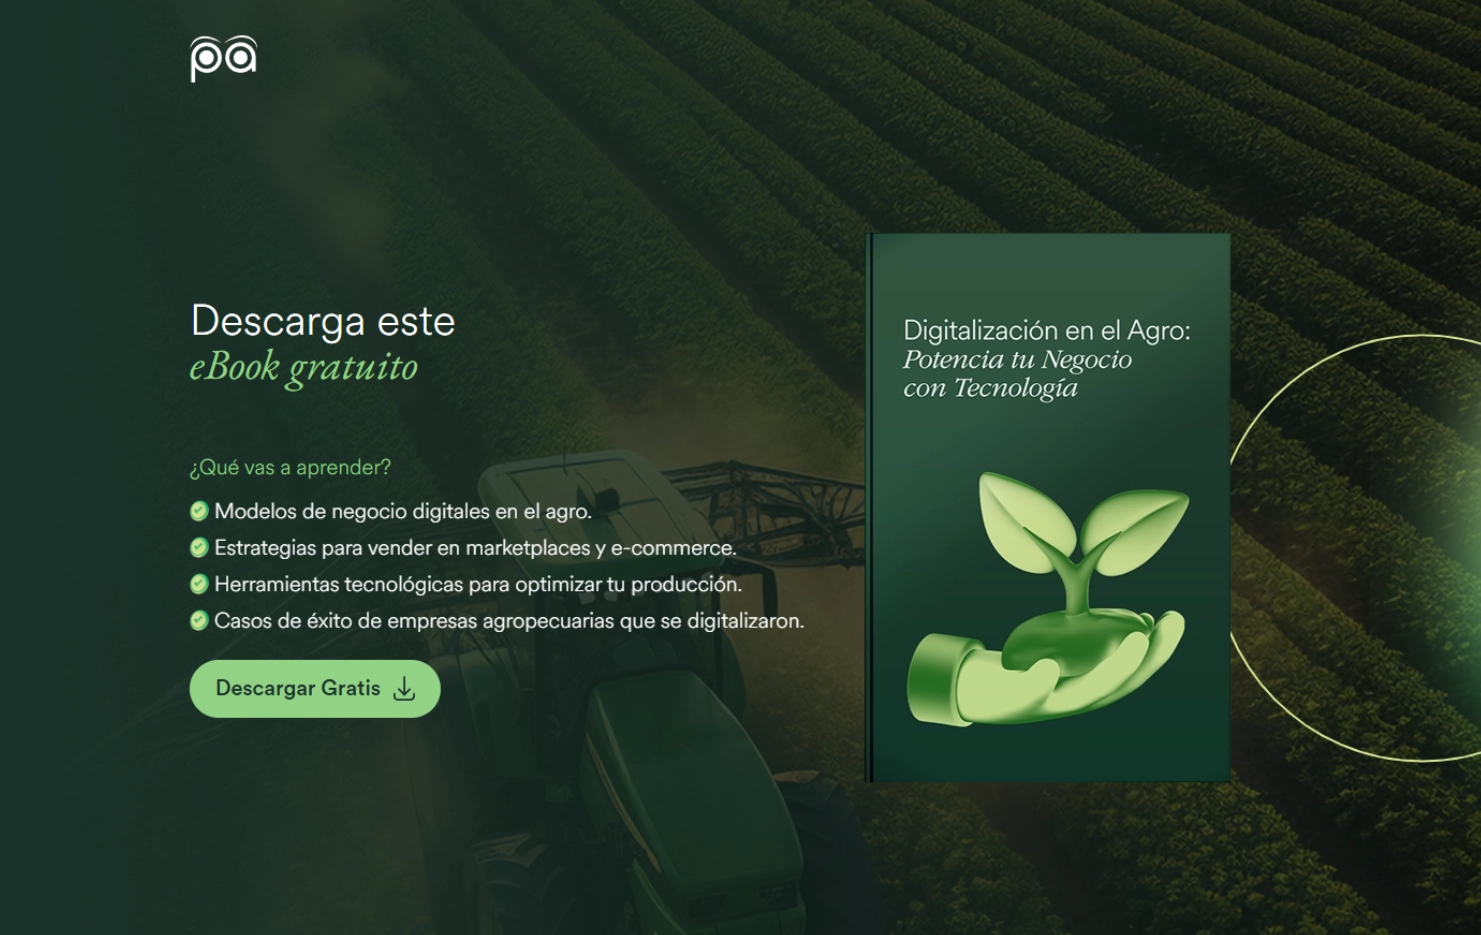 pa
Descarga este
eBook gratuito
¿Qué vas a aprender?
Modelos de negocio digitales en el agro.
Estrategias para vender en marketplaces y e-commerce.
Herramientas tecnológicas para optimizar tu producción.
Casos de éxito de empresas agropecuarias que se digitalizaron.
Descargar Gratis
Digitalización en el Agro:
Potencia tu Negocio
con Tecnología